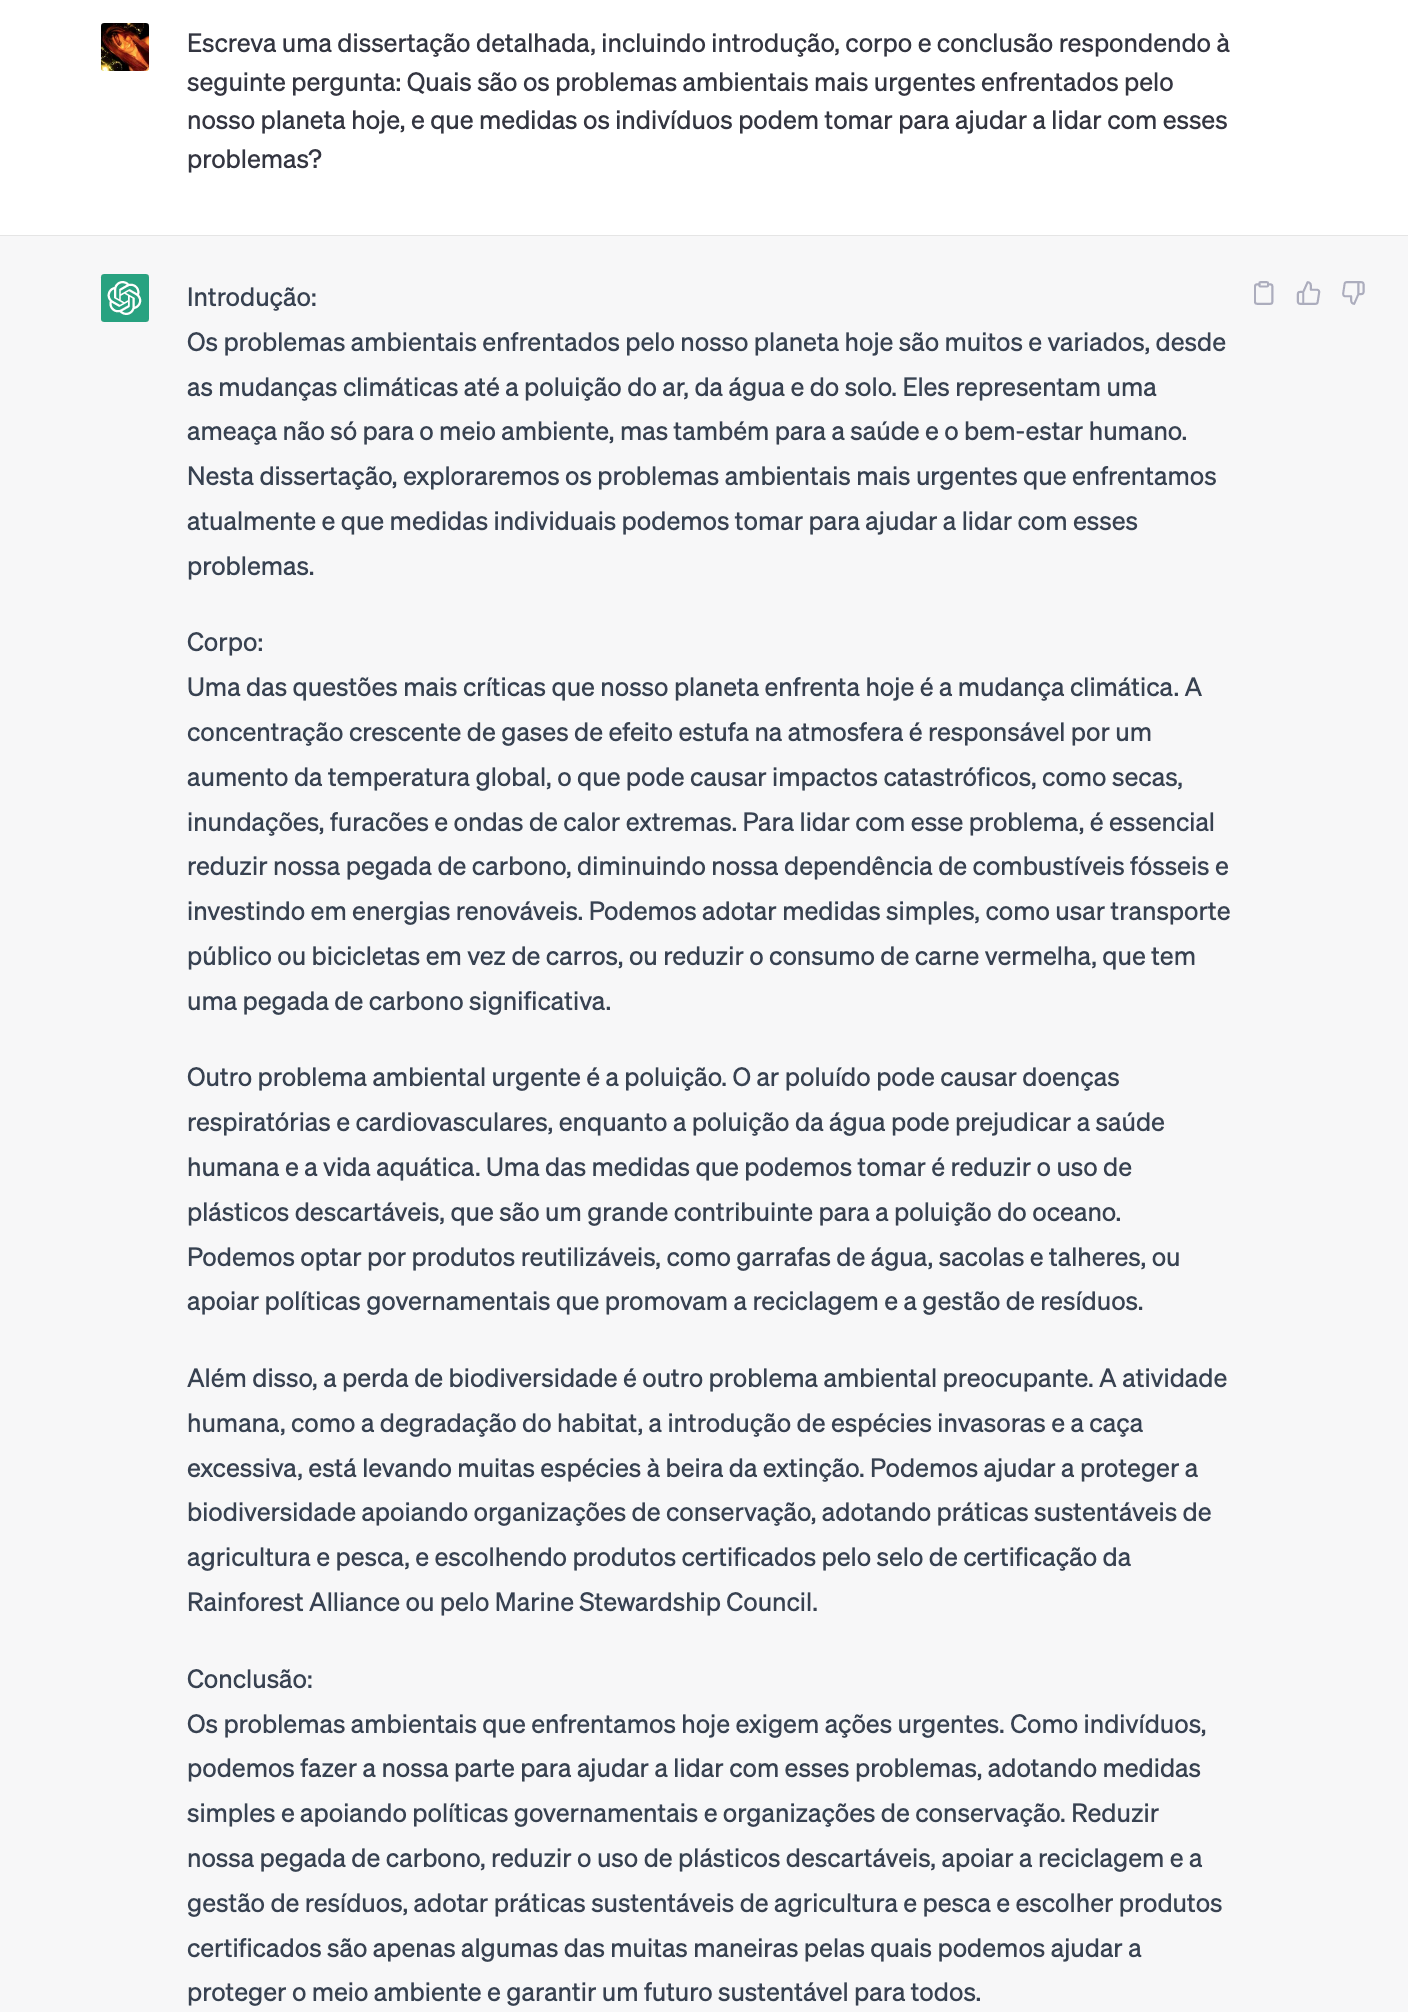 Escreva uma dissertação detalhada, incluindo introdução, corpo e conclusão respondendo à
seguinte pergunta: Quais são os problemas ambientais mais urgentes enfrentados pelo
nosso planeta hoje, e que medidas os indivíduos podem tomar para ajudar a lidar com esses
problemas?
Introdução:
Os problemas ambientais enfrentados pelo nosso planeta hoje são muitos e variados, desde
as mudanças climáticas até a poluição do ar, da água e do solo. Eles representam uma
ameaça não só para o meio ambiente, mas também para a saúde e o bem-estar humano.
Nesta dissertação, exploraremos os problemas ambientais mais urgentes que enfrentamos
atualmente e que medidas individuais podemos tomar para ajudar a lidar com esses
problemas.
Corpo:
Uma das questões mais críticas que nosso planeta enfrenta hoje é a mudança climática. A
concentração crescente de gases de efeito estufa na atmosfera é responsável por um
aumento da temperatura global, o que pode causar impactos catastróficos, como secas,
inundações, furacões e ondas de calor extremas. Para lidar com esse problema, é essencial
reduzir nossa pegada de carbono, diminuindo nossa dependência de combustíveis fósseis e
investindo em energias renováveis. Podemos adotar medidas simples, como usar transporte
público ou bicicletas em vez de carros, ou reduzir o consumo de carne vermelha, que tem
uma pegada de carbono significativa.
Outro problema ambiental urgente é a poluição. O ar poluído pode causar doenças
respiratórias e cardiovasculares, enquanto a poluição da água pode prejudicar a saúde
humana e a vida aquática. Uma das medidas que podemos tomar é reduzir o uso de
plásticos descartáveis, que são um grande contribuinte para a poluição do oceano.
Podemos optar por produtos reutilizáveis, como garrafas de água, sacolas e talheres, ou
apoiar políticas governamentais que promovam a reciclagem e a gestão de resíduos.
Além disso, a perda de biodiversidade é outro problema ambiental preocupante. A atividade
humana, como a degradação do habitat, a introdução de espécies invasoras e a caça
excessiva, está levando muitas espécies à beira da extinção. Podemos ajudar a proteger a
biodiversidade apoiando organizações de conservação, adotando práticas sustentáveis de
agricultura e pesca, e escolhendo produtos certificados pelo selo de certificação da
Rainforest Alliance ou pelo Marine Stewardship Council.
Conclusão:
Os problemas ambientais que enfrentamos hoje exigem ações urgentes. Como indivíduos,
podemos fazer a nossa parte para ajudar a lidar com esses problemas, adotando medidas
simples e apoiando políticas governamentais e organizações de conservação. Reduzir
nossa pegada de carbono, reduzir o uso de plásticos descartáveis, apoiar a reciclagem e a
gestão de resíduos, adotar práticas sustentáveis de agricultura e pesca e escolher produtos
certificados são apenas algumas das muitas maneiras pelas quais podemos ajudar a
proteger o meio ambiente e garantir um futuro sustentável para todos.